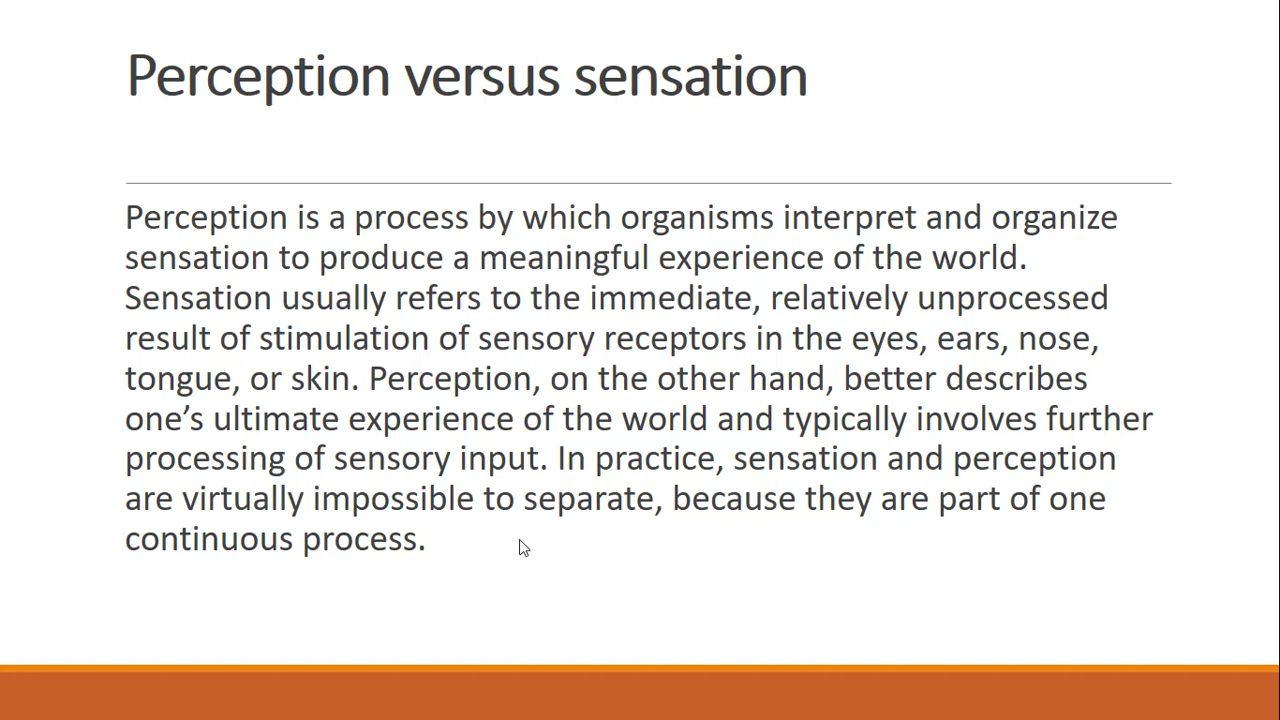 Perception versus sensation
Perception is a process by which organisms interpret and organize
sensation to produce a meaningful experience of the world.
Sensation usually refers to the immediate, relatively unprocessed
result of stimulation of sensory receptors in the eyes, ears, nose,
tongue, or skin. Perception, on the other hand, better describes
one’s ultimate experience of the world and typically involves further
processing of sensory input. In practice, sensation and perception
are virtually impossible to separate, because they are part of one
continuous process.